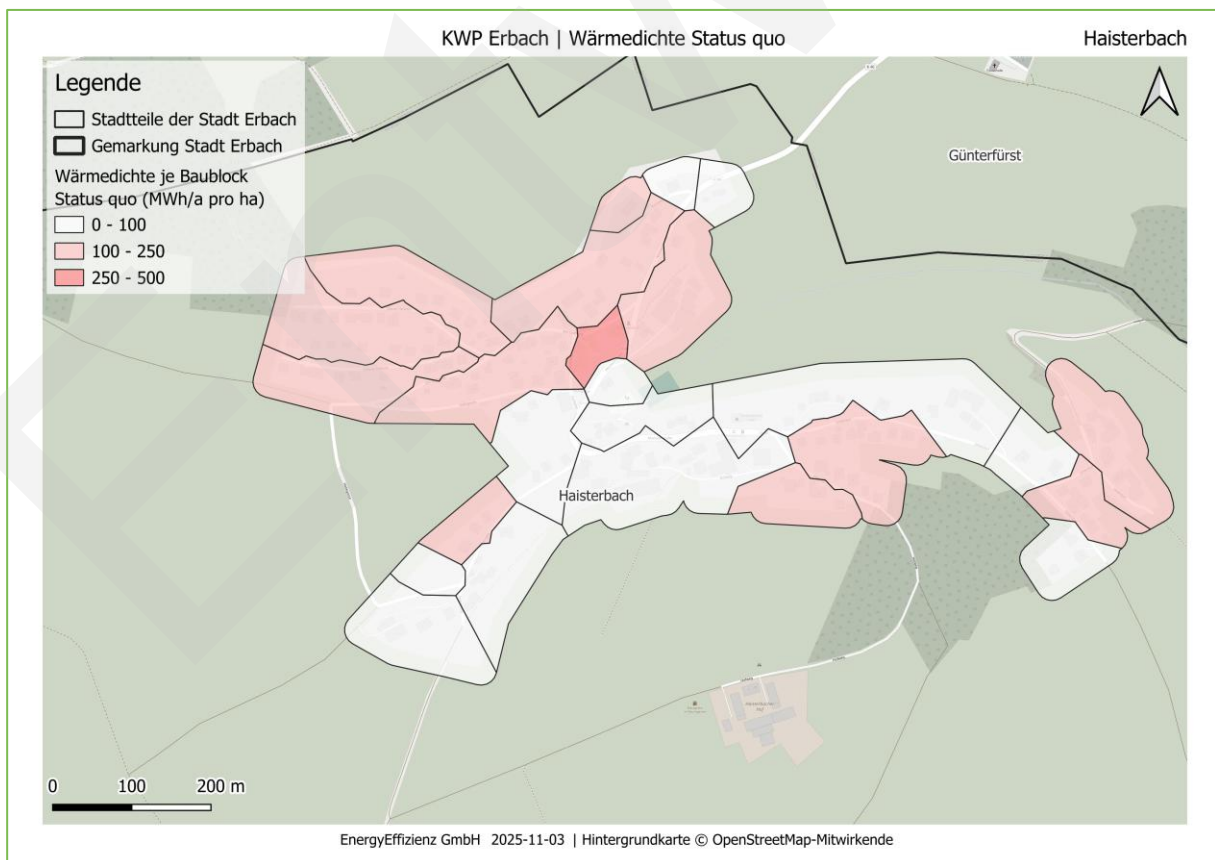 KWP Erbach | Wärmedichte Status quo
Haisterbach
Legende
Stadtteile der Stadt Erbach
Gemarkung Stadt Erbach
Wärmedichte je Baublock
Status quo (MWh/a pro ha)
0 - 100
100 - 250
250 - 500
Günterfürst
Haisterbach
0 100 200 m
EnergyEffizienz GmbH 2025-11-03 | Hintergrundkarte © OpenStreetMap-Mitwirkende